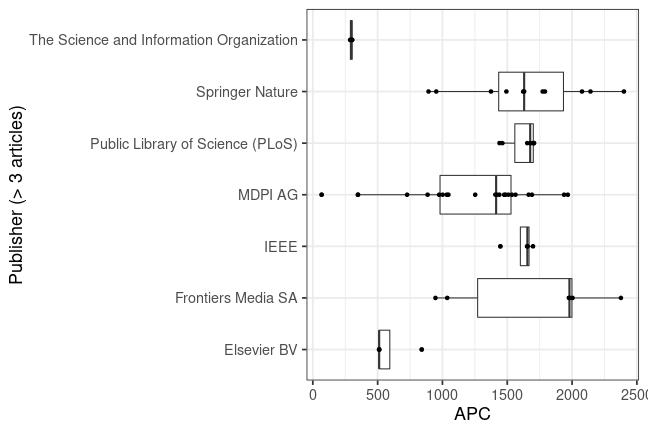 The Science and Information Organization
Springer Nature
Public Library of Science (PLoS)
MDPI AG
IEEE
Frontiers Media SA
Elsevier BV
Publisher (> 3 articles)
0 500 1000 1500 2000 2500
APC